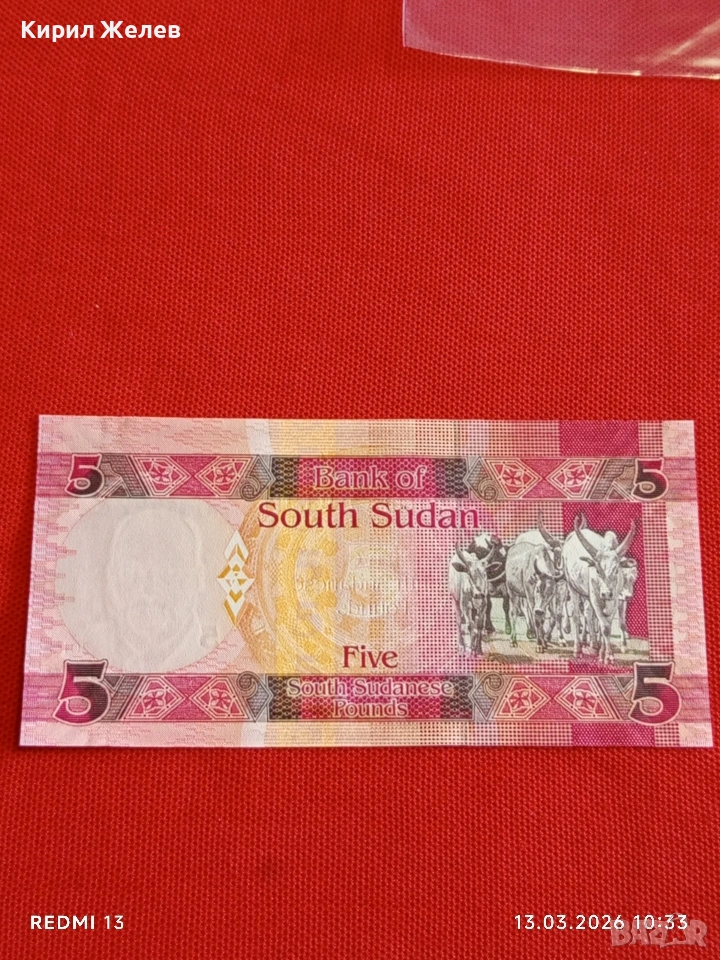 Кирил Желев
5 Bank of 5
South Sudan
Five
5 South Sudanese 5
Pounds
REDMI 13
13.03.2026 10:33